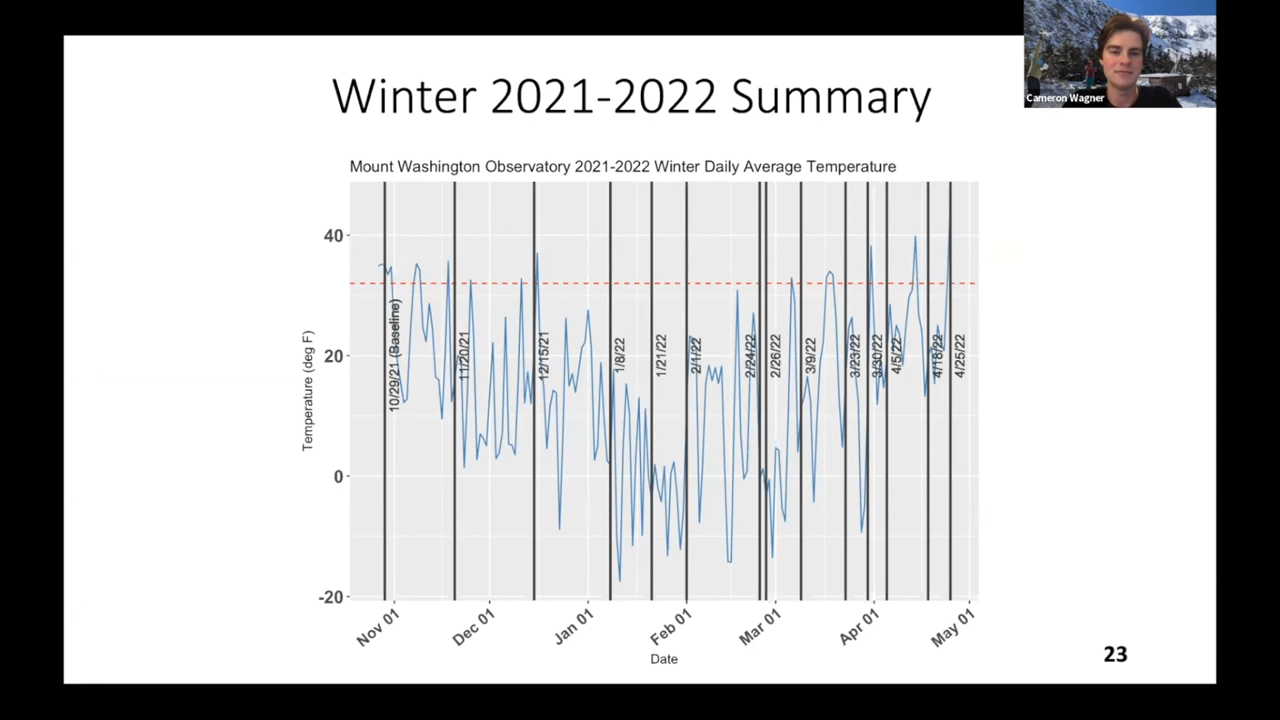 Cameron Wagner
Winter 2021-2022 Summary
Mount Washington Observatory 2021-2022 Winter Daily Average Temperature
Temperature (deg F)
40
20
0
-20
10/29/21 (Baseline)
11/20/21
12/15/21
1/8/22
1/21/22
2/1/22
2/24/22
2/26/22
3/9/22
3/23/22
3/30/22
4/5/22
4/18/22
4/25/22
Nov 01
Dec 01
Jan 01
Feb 01
Mar 01
Apr 01
May 01
Date
23